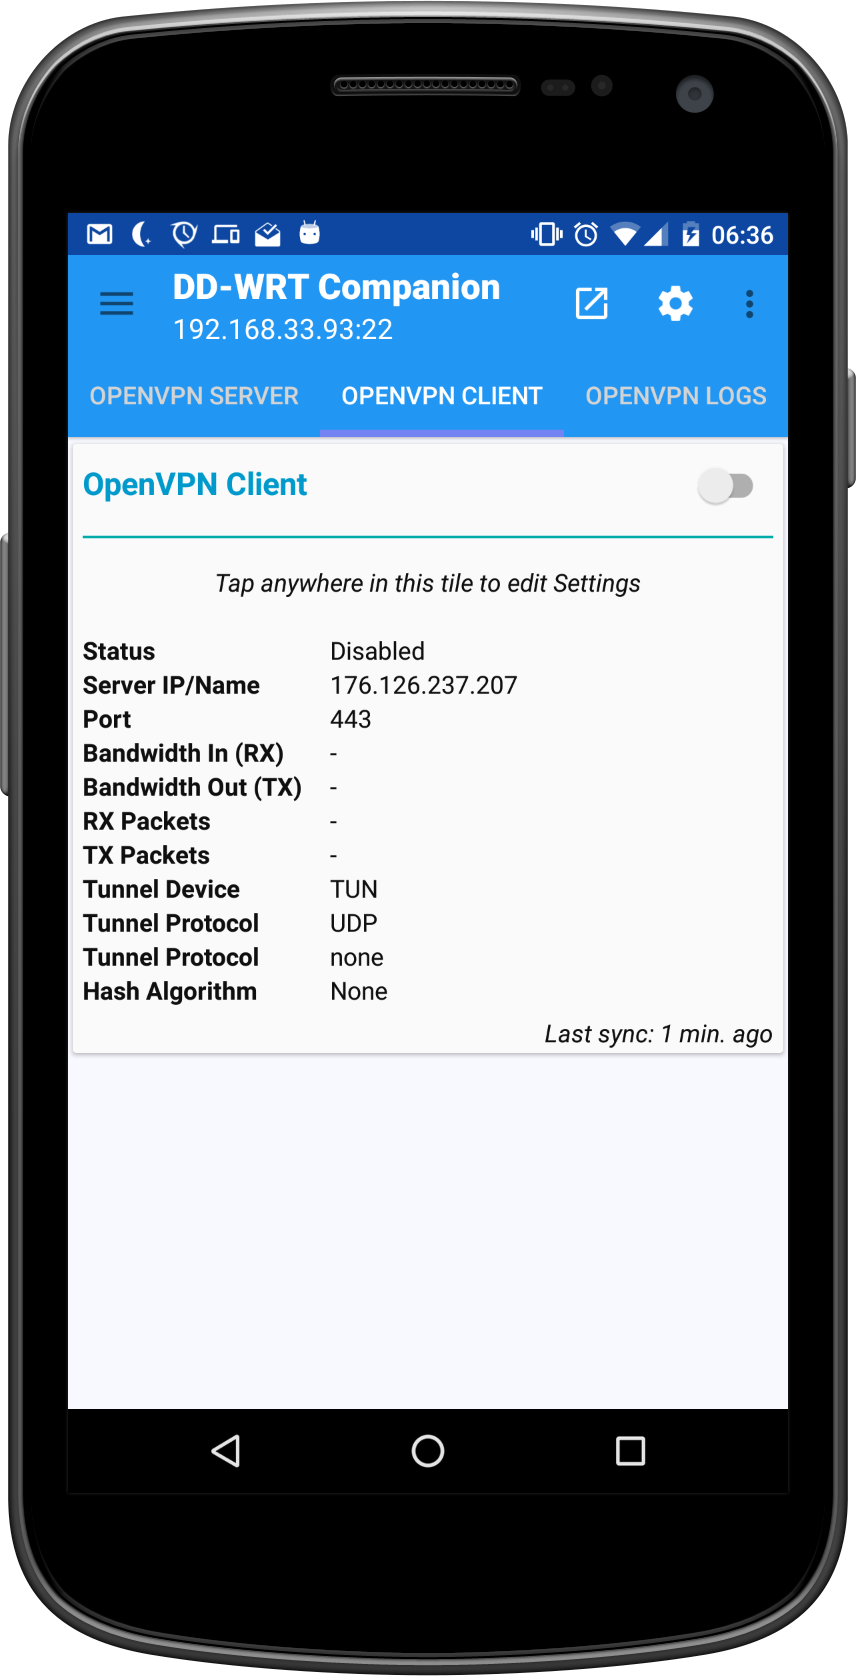 06:36
DD-WRT Companion
192.168.33.93:22
OPENVPN SERVER OPENVPN CLIENT OPENVPN LOGS
OpenVPN Client
Tap anywhere in this tile to edit Settings
Status Disabled
Server IP/Name 176.126.237.207
Port 443
Bandwidth In (RX) -
Bandwidth Out (TX) -
RX Packets -
TX Packets -
Tunnel Device TUN
Tunnel Protocol UDP
Tunnel Protocol none
Hash Algorithm None
Last sync: 1 min. ago